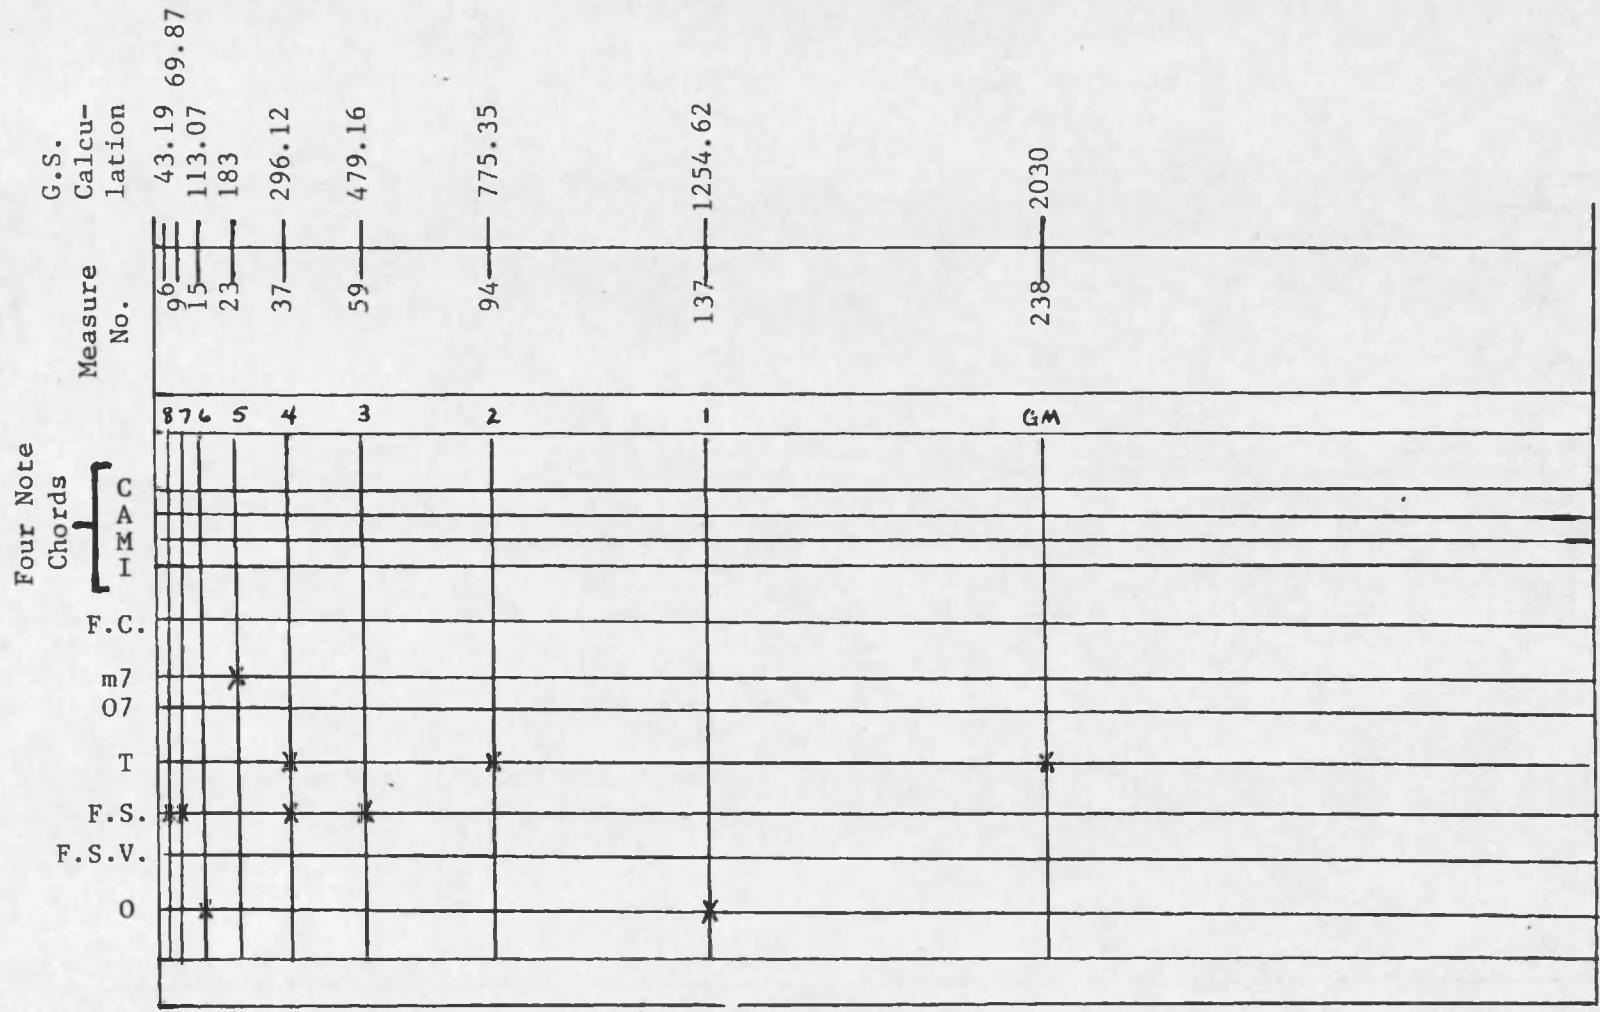 G.S.
Calcu-
lation
43.19 69.87
113.07
183
296.12
479.16
775.35
1254.62
2030
Measure
No.
6
9
15
23
37
59
94
137
238
8 7 6 5 4 3 2 1 GM
Four Note
Chords
C
A
M
I
F.C.
m7
O7
T
F.S.
F.S.V.
O